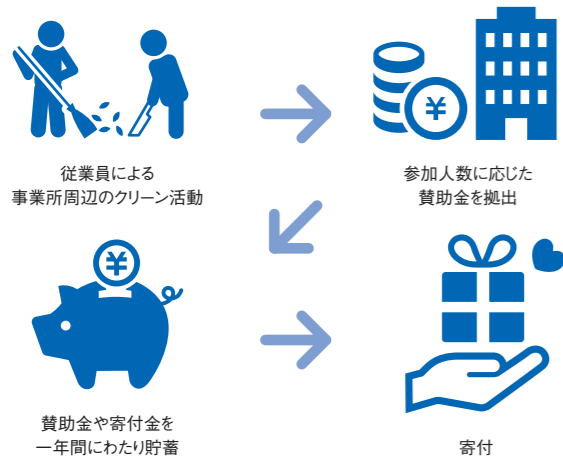 従業員による
事業所周辺のクリーン活動
¥
参加人数に応じた
賛助金を拠出
¥
賛助金や寄付金を
一年間にわたり貯蓄
寄付